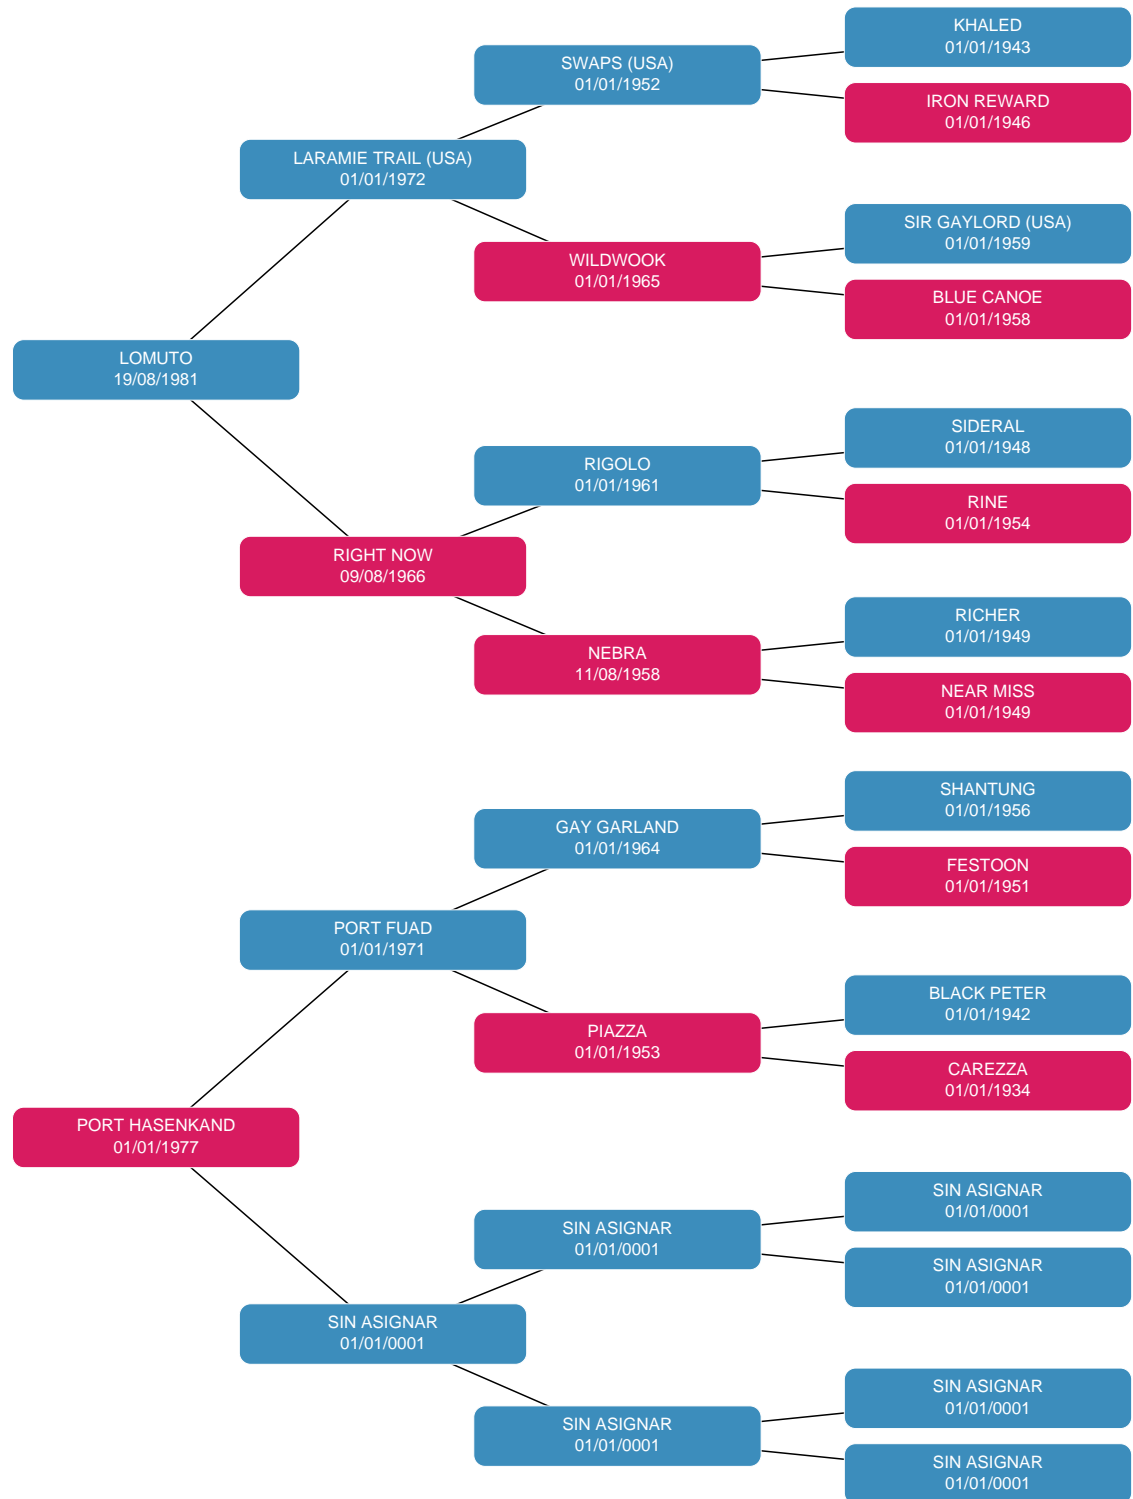 KHALED
01/01/1943
SWAPS (USA)
01/01/1952
IRON REWARD
01/01/1946
LARAMIE TRAIL (USA)
01/01/1972
SIR GAYLORD (USA)
01/01/1959
WILDWOOK
01/01/1965
BLUE CANOE
01/01/1958
LOMUTO
19/08/1981
SIDERAL
01/01/1948
RIGOLO
01/01/1961
RINE
01/01/1954
RIGHT NOW
09/08/1966
RICHER
01/01/1949
NEBRA
11/08/1958
NEAR MISS
01/01/1949
SHANTUNG
01/01/1956
GAY GARLAND
01/01/1964
FESTOON
01/01/1951
PORT FUAD
01/01/1971
BLACK PETER
01/01/1942
PIAZZA
01/01/1953
CAREZZA
01/01/1934
PORT HASENKAND
01/01/1977
SIN ASIGNAR
01/01/0001
SIN ASIGNAR
01/01/0001
SIN ASIGNAR
01/01/0001
SIN ASIGNAR
01/01/0001
SIN ASIGNAR
01/01/0001
SIN ASIGNAR
01/01/0001
SIN ASIGNAR
01/01/0001